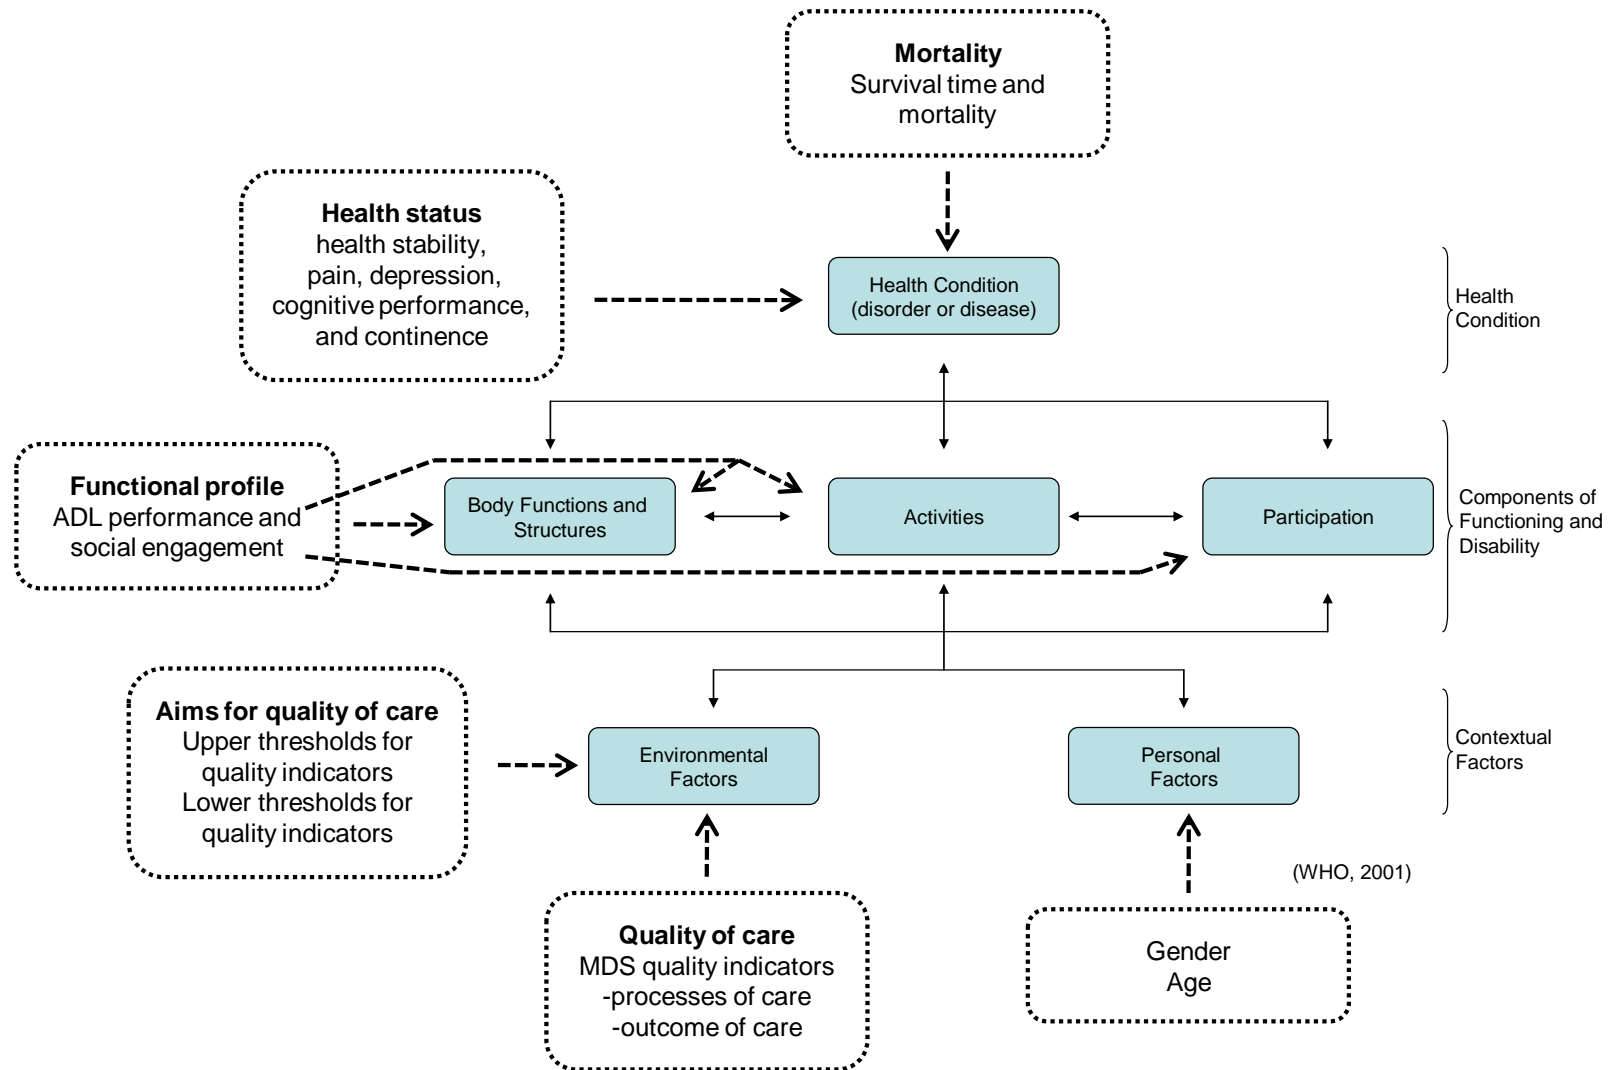 Mortality
Survival time and
mortality
Health status
health stability,
pain, depression,
cognitive performance,
and continence
Health Condition
(disorder or disease)
Health
Condition
Functional profile
ADL performance and
social engagement
Body Functions and
Structures
Activities
Participation
Components of
Functioning and
Disability
Aims for quality of care
Upper thresholds for
quality indicators
Lower thresholds for
quality indicators
Environmental
Factors
Personal
Factors
Contextual
Factors
(WHO, 2001)
Quality of care
MDS quality indicators
-processes of care
-outcome of care
Gender
Age